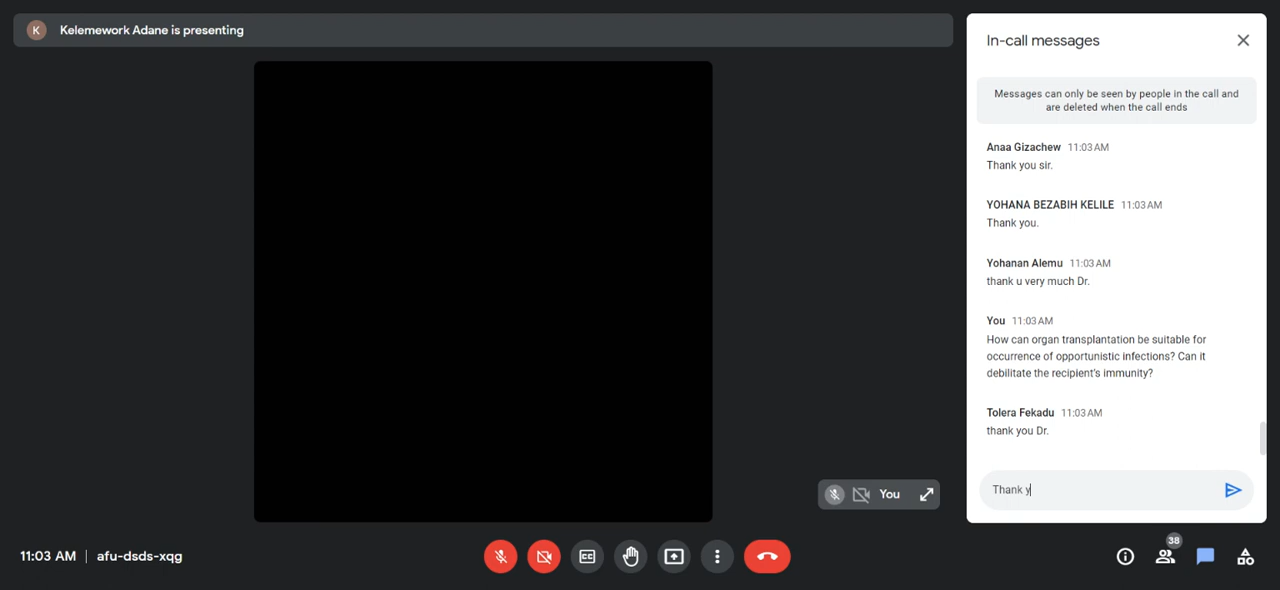 K
Kelemework Adane is presenting
In-call messages
Messages can only be seen by people in the call and
are deleted when the call ends
Anaa Gizachew 11:03 AM
Thank you sir.
YOHANA BEZABIH KELILE 11:03 AM
Thank you.
Yohanan Alemu 11:03 AM
thank u very much Dr.
You 11:03 AM
How can organ transplantation be suitable for
occurrence of opportunistic infections? Can it
debilitate the recipient's immunity?
Tolera Fekadu 11:03 AM
thank you Dr.
Thank y
You
11:03 AM | afu-dsds-xqg
CC
38